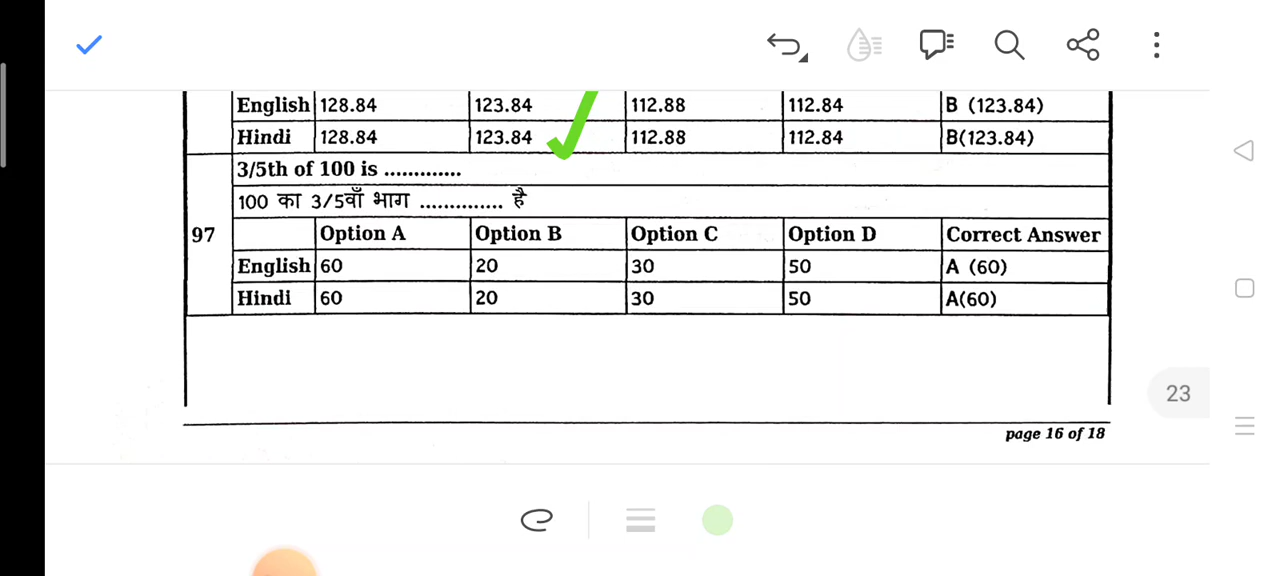 English 128.84 123.84 112.88 112.84 B (123.84)
Hindi 128.84 123.84 112.88 112.84 B(123.84)
3/5th of 100 is .............
100 का 3/5वाँ भाग .............. है
97 Option A Option B Option C Option D Correct Answer
English 60 20 30 50 A (60)
Hindi 60 20 30 50 A(60)
23
page 16 of 18